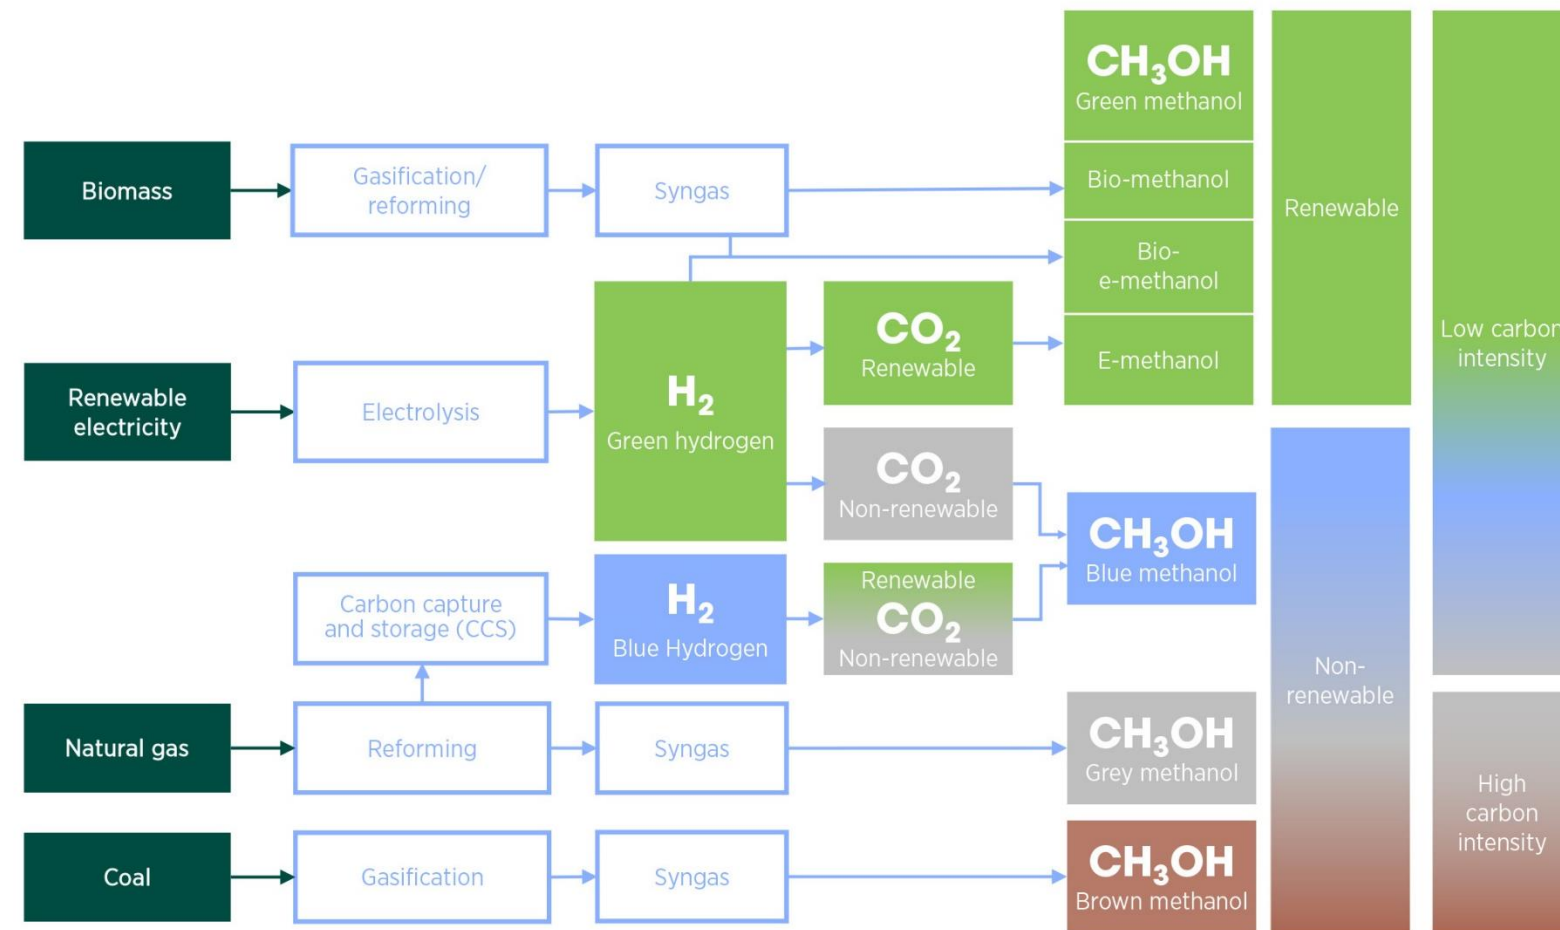 CH₃OH
Green methanol
Biomass
Gasification/
reforming
Syngas
Bio-methanol
Renewable
Bio-
e-methanol
Renewable
electricity
Electrolysis
H₂
Green hydrogen
CO₂
Renewable
E-methanol
Low carbon
intensity
CO₂
Non-renewable
CH₃OH
Blue methanol
Carbon capture
and storage (CCS)
H₂
Blue Hydrogen
Renewable
CO₂
Non-renewable
Non-
renewable
Natural gas
Reforming
Syngas
CH₃OH
Grey methanol
High
carbon
intensity
Coal
Gasification
Syngas
CH₃OH
Brown methanol